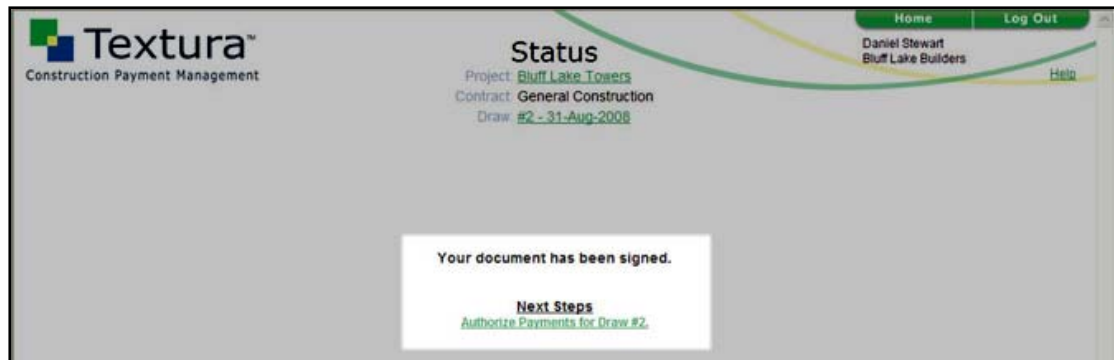 Textura™
Construction Payment Management
Home Log Out
Daniel Stewart
Bluff Lake Builders
Help
Status
Project: Bluff Lake Towers
Contract: General Construction
Draw: #2 - 31-Aug-2008
Your document has been signed.
Next Steps
Authorize Payments for Draw #2.